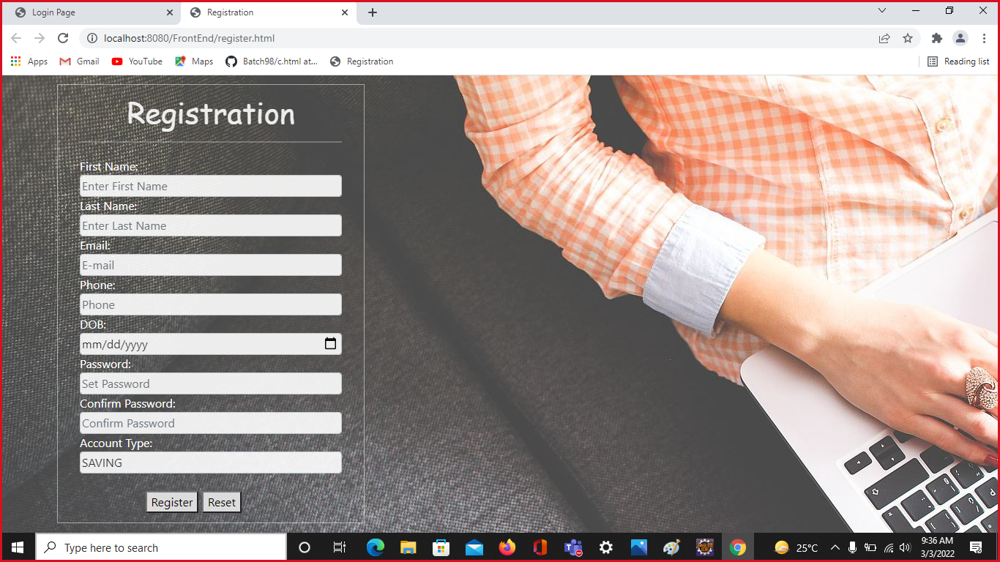 Login Page
Registration
localhost:8080/FrontEnd/register.html
Apps Gmail YouTube Maps Batch98/c.html at... Registration Reading list
Registration
First Name:
Enter First Name
Last Name:
Enter Last Name
Email:
E-mail
Phone:
Phone
DOB:
mm/dd/yyyy
Password:
Set Password
Confirm Password:
Confirm Password
Account Type:
SAVING
Register Reset
Type here to search
25°C
9:36 AM
3/3/2022